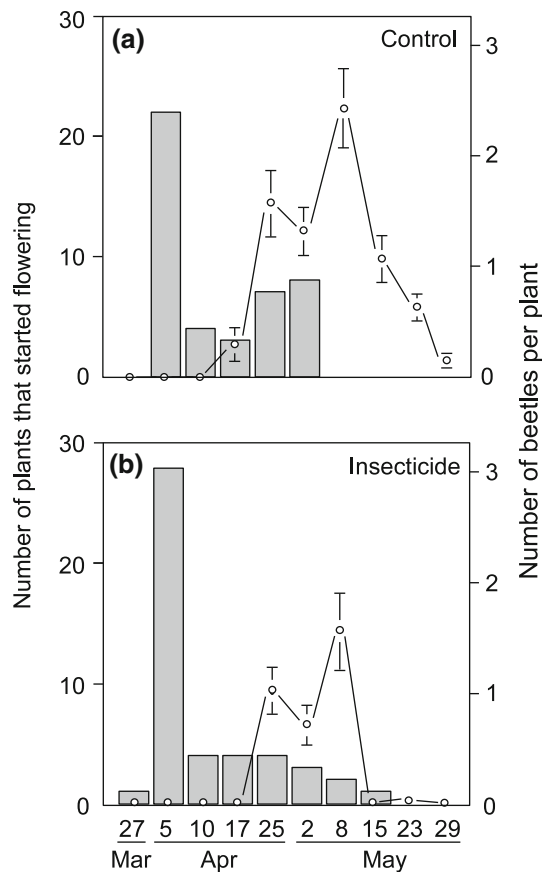 Number of plants that started flowering
Number of beetles per plant
(a)
Control
30
20
10
0
3
2
1
0
(b)
Insecticide
30
20
10
0
3
2
1
0
27 5 10 17 25 2 8 15 23 29
Mar Apr May